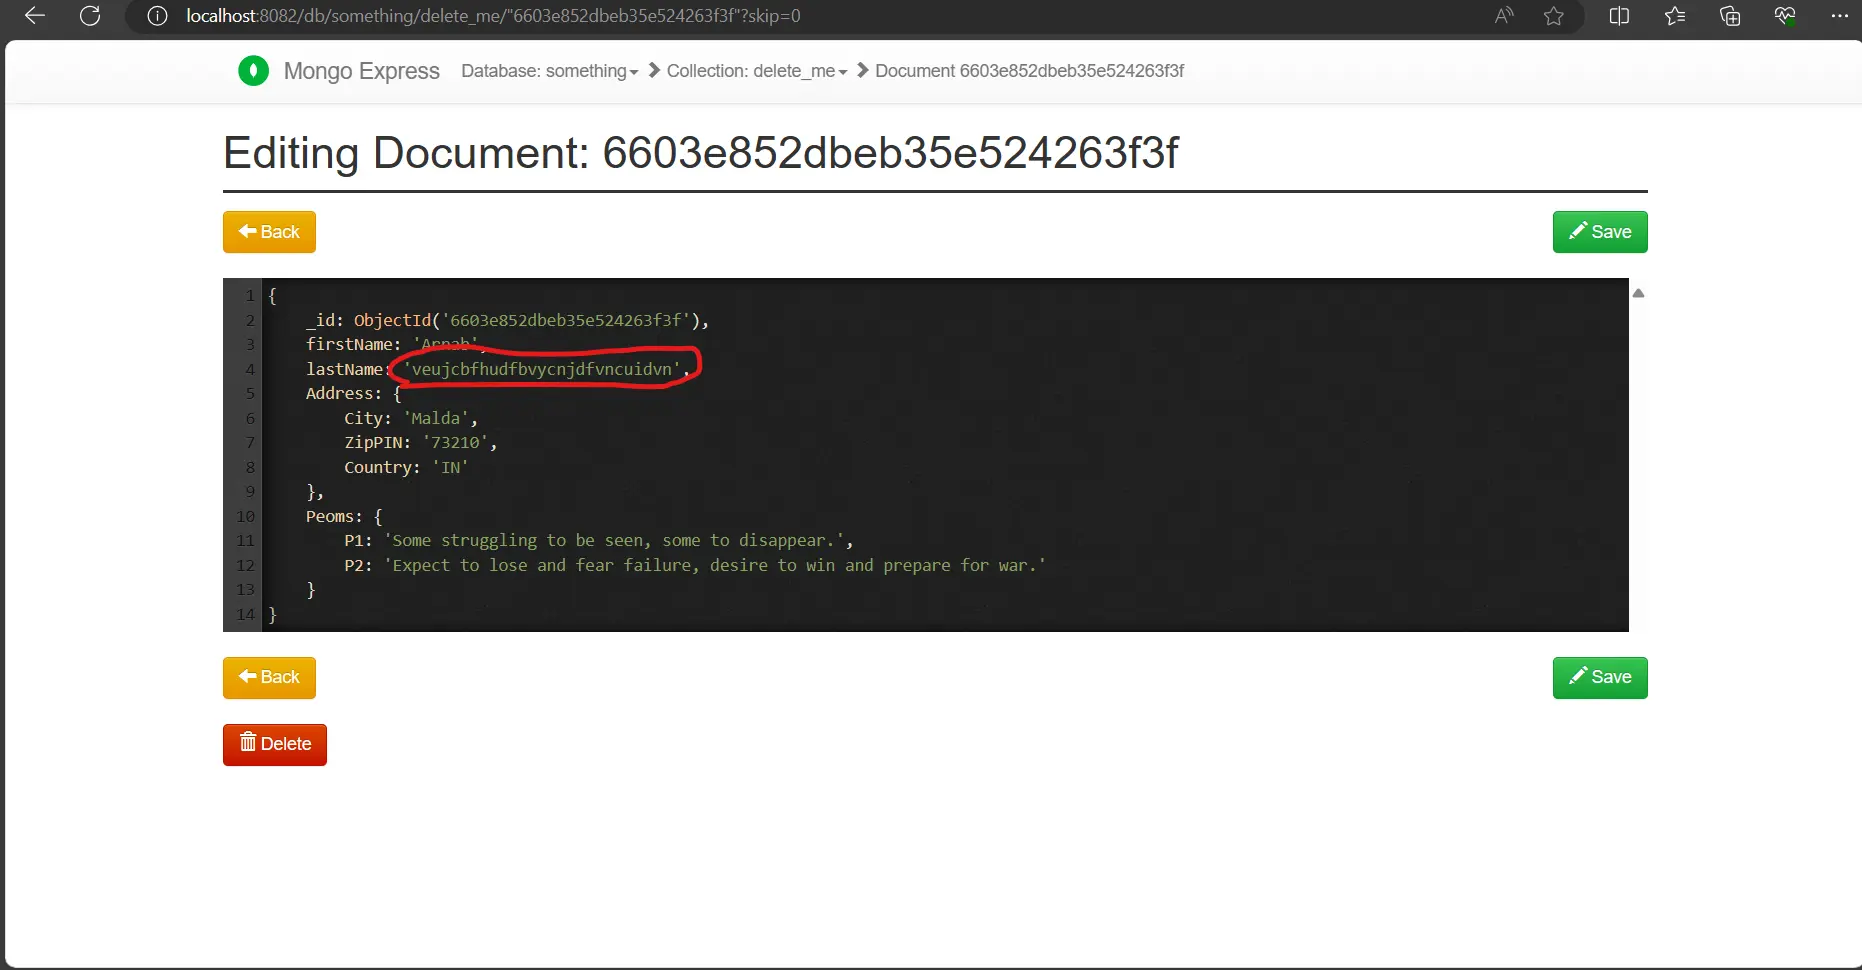 localhost:8082/db/something/delete_me/"6603e852dbeb35e524263f3f"?skip=0
Mongo Express Database: something Collection: delete_me Document 6603e852dbeb35e524263f3f
Editing Document: 6603e852dbeb35e524263f3f
Back Save
1 {
2 _id: ObjectId('6603e852dbeb35e524263f3f'),
3 firstName: 'Arnab',
4 lastName: 'veujcbfhudfbvycnjdfvncuidvn',
5 Address: {
6 City: 'Malda',
7 ZipPIN: '73210',
8 Country: 'IN'
9 },
10 Peoms: {
11 P1: 'Some struggling to be seen, some to disappear.',
12 P2: 'Expect to lose and fear failure, desire to win and prepare for war.'
13 }
14 }
Back Save
Delete